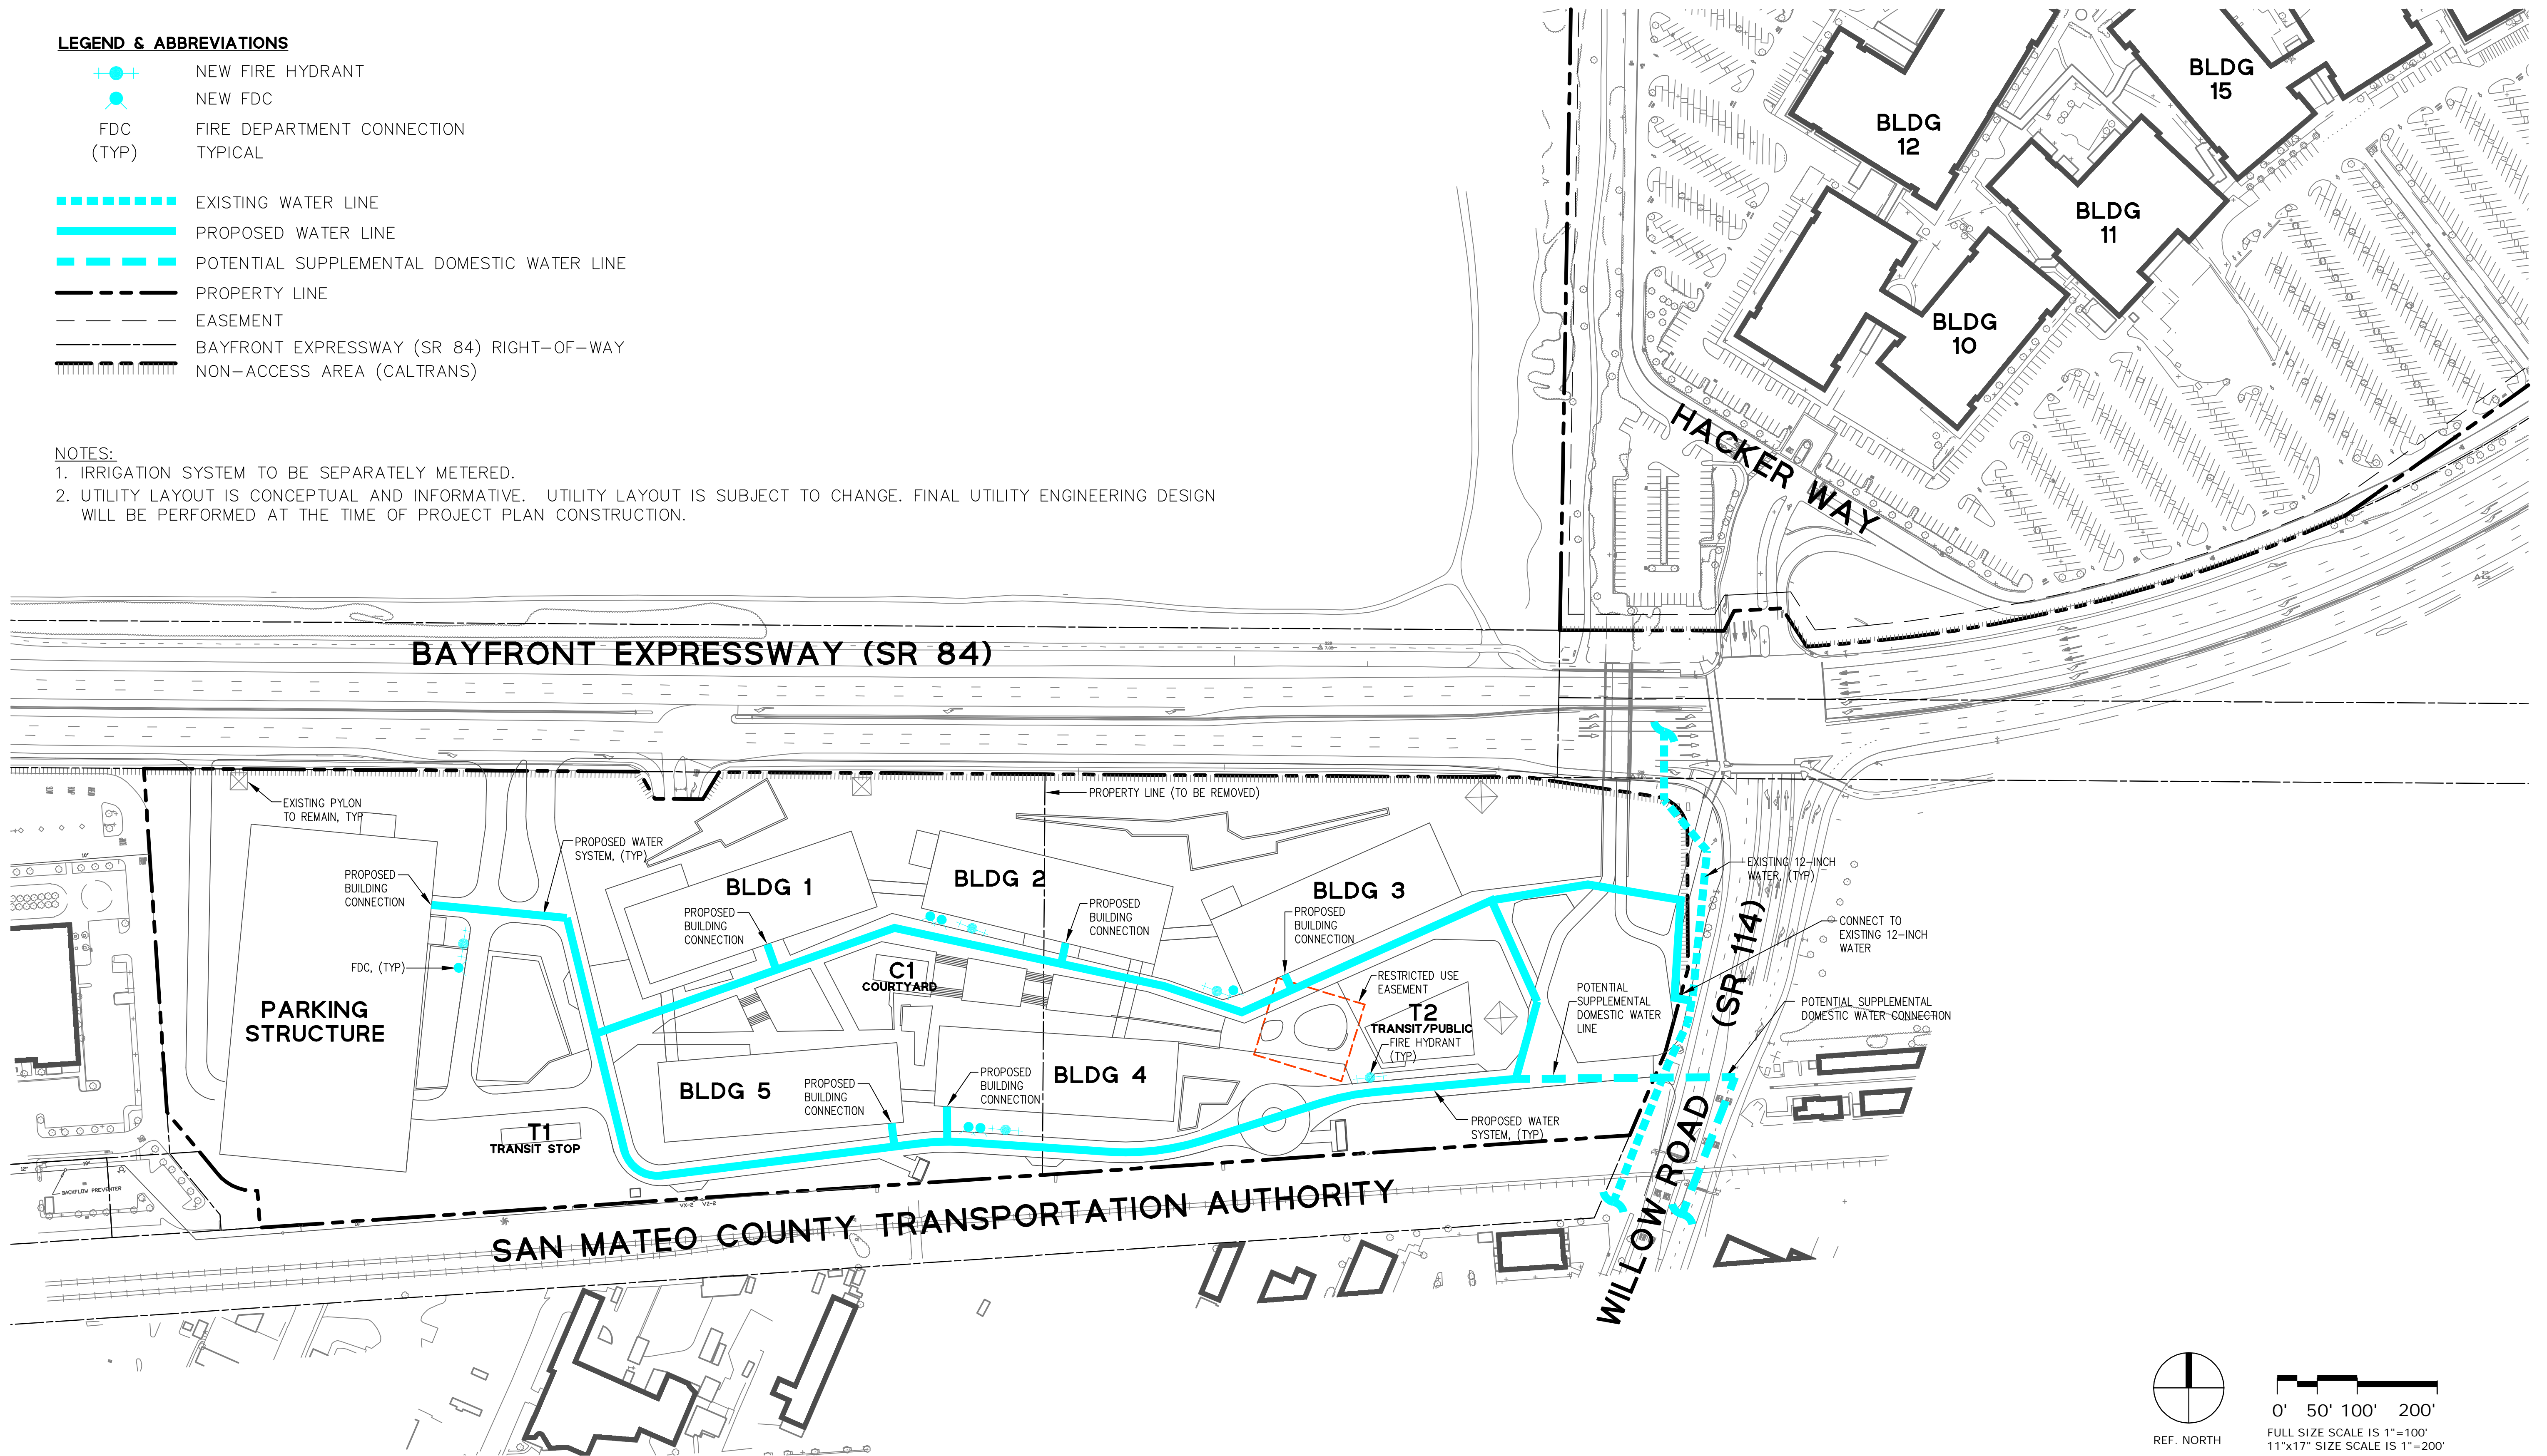 LEGEND & ABBREVIATIONS
NEW FIRE HYDRANT
NEW FDC
FDC FIRE DEPARTMENT CONNECTION
(TYP) TYPICAL
EXISTING WATER LINE
PROPOSED WATER LINE
POTENTIAL SUPPLEMENTAL DOMESTIC WATER LINE
PROPERTY LINE
EASEMENT
BAYFRONT EXPRESSWAY (SR 84) RIGHT-OF-WAY
NON-ACCESS AREA (CALTRANS)
NOTES:
1. IRRIGATION SYSTEM TO BE SEPARATELY METERED.
2. UTILITY LAYOUT IS CONCEPTUAL AND INFORMATIVE. UTILITY LAYOUT IS SUBJECT TO CHANGE. FINAL UTILITY ENGINEERING DESIGN
WILL BE PERFORMED AT THE TIME OF PROJECT PLAN CONSTRUCTION.
BLDG
15
BLDG
12
BLDG
11
BLDG
10
HACKER WAY
BAYFRONT EXPRESSWAY (SR 84)
EXISTING PYLON
TO REMAIN, TYP
PROPERTY LINE (TO BE REMOVED)
PROPOSED WATER
SYSTEM, (TYP)
PROPOSED
BUILDING
CONNECTION
BLDG 1
BLDG 2
BLDG 3
EXISTING 12-INCH
WATER, (TYP)
PROPOSED
BUILDING
CONNECTION
PROPOSED
BUILDING
CONNECTION
PROPOSED
BUILDING
CONNECTION
CONNECT TO
EXISTING 12-INCH
WATER
FDC, (TYP)
C1
COURTYARD
RESTRICTED USE
EASEMENT
POTENTIAL
SUPPLEMENTAL
DOMESTIC WATER
LINE
POTENTIAL SUPPLEMENTAL
DOMESTIC WATER CONNECTION
PARKING
STRUCTURE
T2
TRANSIT/PUBLIC
FIRE HYDRANT
(TYP)
BLDG 5
PROPOSED
BUILDING
CONNECTION
PROPOSED
BUILDING
CONNECTION
BLDG 4
PROPOSED WATER
SYSTEM, (TYP)
T1
TRANSIT STOP
BACKFLOW PREVENTER
WILLOW ROAD (SR 114)
SAN MATEO COUNTY TRANSPORTATION AUTHORITY
REF. NORTH
0' 50' 100' 200'
FULL SIZE SCALE IS 1"=100'
11"x17" SIZE SCALE IS 1"=200'